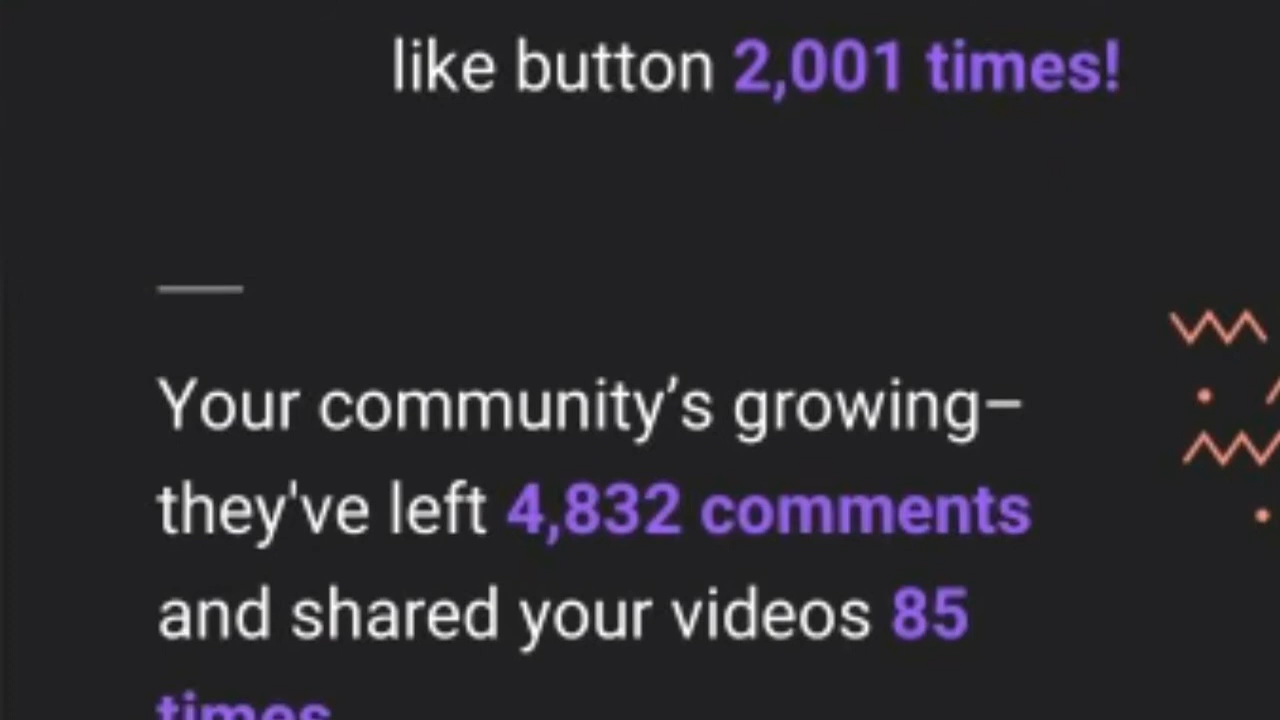 like button 2,001 times!
Your community’s growing–
they've left 4,832 comments
and shared your videos 85
times